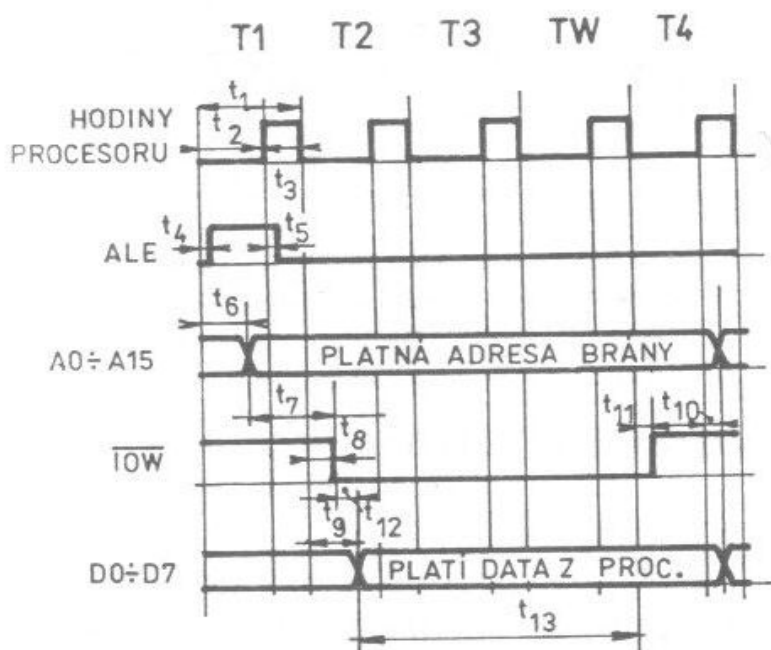 T1 T2 T3 TW T4
t1
HODINY
t2
PROCESORU
t3
t4 t5
ALE
t6
A0÷A15 PLATNÁ ADRESA BRÁNY
t7 t11 t10
t8
IOW
t9 t12
D0÷D7 PLATÍ DATA Z PROC.
t13